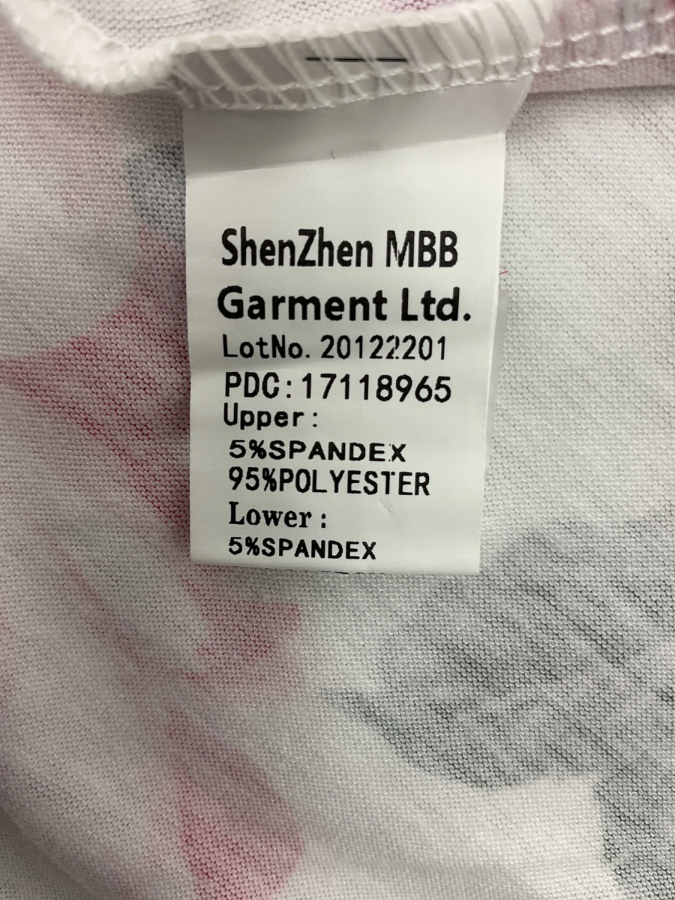 ShenZhen MBB
Garment Ltd.
LotNo. 20122201
PDC:17118965
Upper:
5%SPANDEX
95%POLYESTER
Lower:
5%SPANDEX